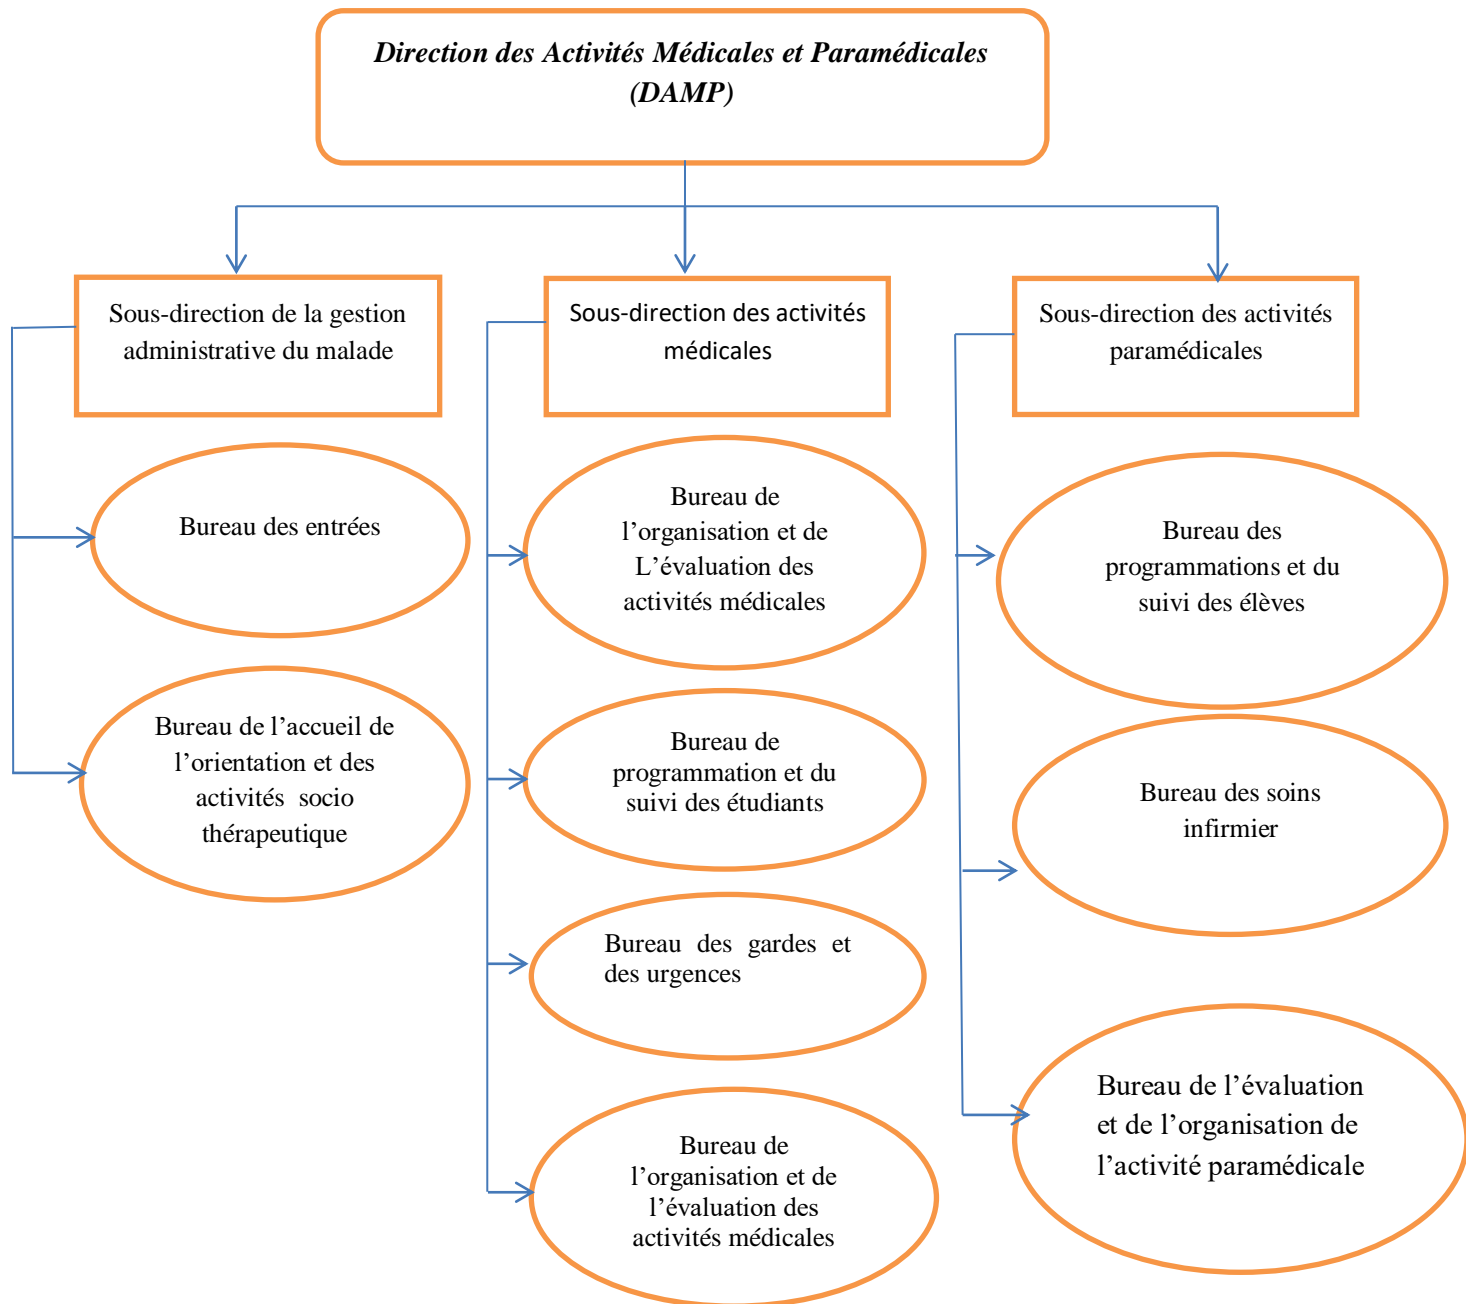 Direction des Activités Médicales et Paramédicales
(DAMP)
Sous-direction de la gestion
administrative du malade
Sous-direction des activités
médicales
Sous-direction des activités
paramédicales
Bureau des entrées
Bureau de l’accueil de
l’orientation et des
activités socio
thérapeutique
Bureau de
l’organisation et de
L’évaluation des
activités médicales
Bureau de
programmation et du
suivi des étudiants
Bureau des gardes et
des urgences
Bureau de
l’organisation et de
l’évaluation des
activités médicales
Bureau des
programmations et du
suivi des élèves
Bureau des soins
infirmier
Bureau de l’évaluation
et de l’organisation de
l’activité paramédicale